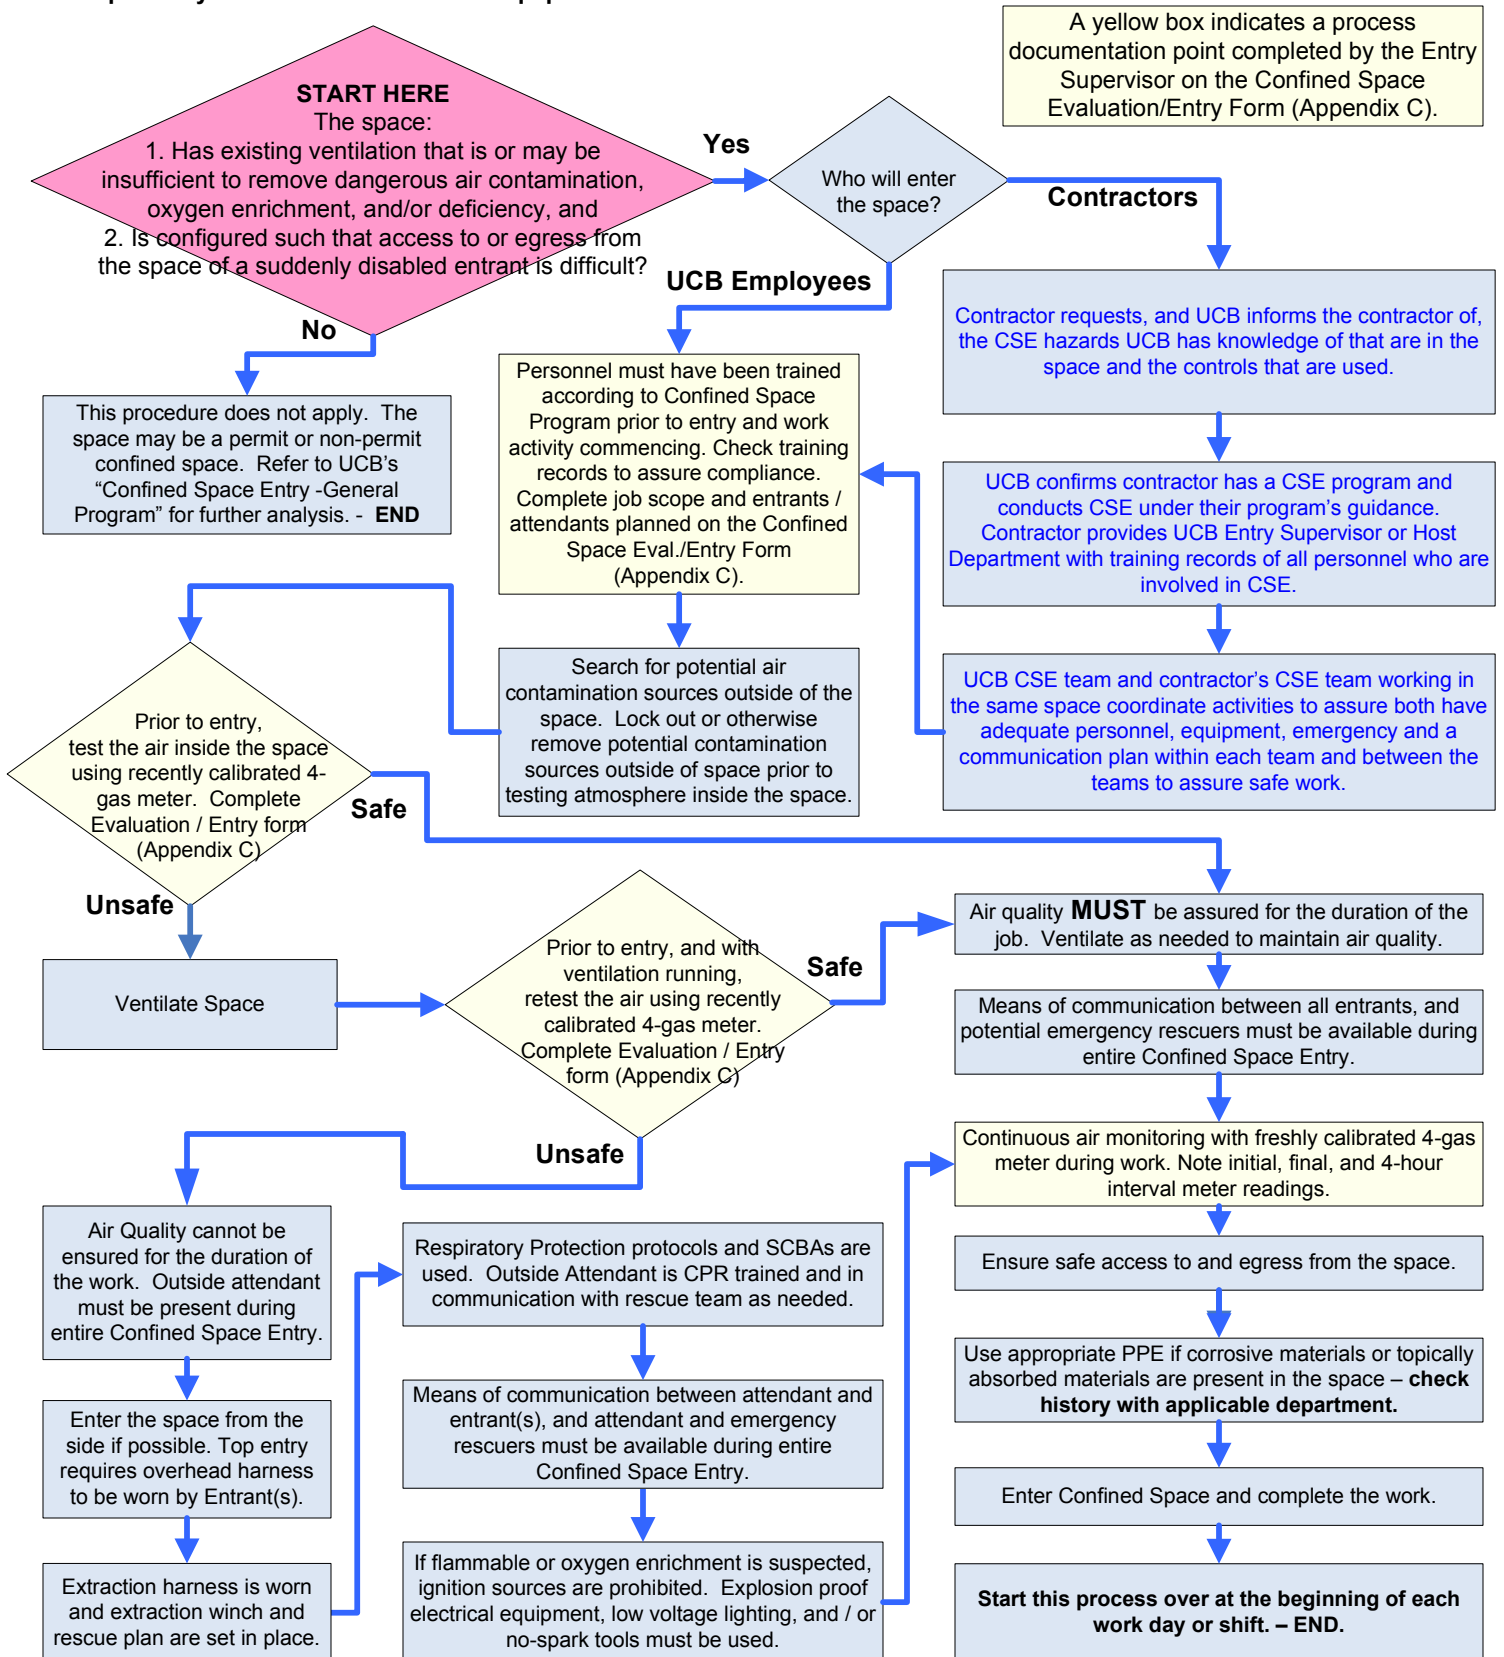 START HERE
The space:
1. Has existing ventilation that is or may be
insufficient to remove dangerous air contamination,
oxygen enrichment, and/or deficiency, and
2. Is configured such that access to or egress from
the space of a suddenly disabled entrant is difficult?
A yellow box indicates a process
documentation point completed by the Entry
Supervisor on the Confined Space
Evaluation/Entry Form (Appendix C).
Yes
Who will enter
the space?
Contractors
UCB Employees
No
This procedure does not apply. The
space may be a permit or non-permit
confined space. Refer to UCB’s
“Confined Space Entry -General
Program” for further analysis. - END
Personnel must have been trained
according to Confined Space
Program prior to entry and work
activity commencing. Check training
records to assure compliance.
Complete job scope and entrants /
attendants planned on the Confined
Space Eval./Entry Form
(Appendix C).
Contractor requests, and UCB informs the contractor of,
the CSE hazards UCB has knowledge of that are in the
space and the controls that are used.
UCB confirms contractor has a CSE program and
conducts CSE under their program’s guidance.
Contractor provides UCB Entry Supervisor or Host
Department with training records of all personnel who are
involved in CSE.
UCB CSE team and contractor’s CSE team working in
the same space coordinate activities to assure both have
adequate personnel, equipment, emergency and a
communication plan within each team and between the
teams to assure safe work.
Search for potential air
contamination sources outside of the
space. Lock out or otherwise
remove potential contamination
sources outside of space prior to
testing atmosphere inside the space.
Prior to entry,
test the air inside the space
using recently calibrated 4-
gas meter. Complete
Evaluation / Entry form
(Appendix C)
Safe
Unsafe
Ventilate Space
Prior to entry, and with
ventilation running,
retest the air using recently
calibrated 4-gas meter.
Complete Evaluation / Entry
form (Appendix C)
Safe
Unsafe
Air quality MUST be assured for the duration of the
job. Ventilate as needed to maintain air quality.
Means of communication between all entrants, and
potential emergency rescuers must be available during
entire Confined Space Entry.
Continuous air monitoring with freshly calibrated 4-gas
meter during work. Note initial, final, and 4-hour
interval meter readings.
Ensure safe access to and egress from the space.
Use appropriate PPE if corrosive materials or topically
absorbed materials are present in the space – check
history with applicable department.
Enter Confined Space and complete the work.
Start this process over at the beginning of each
work day or shift. – END.
Air Quality cannot be
ensured for the duration of
the work. Outside attendant
must be present during
entire Confined Space Entry.
Enter the space from the
side if possible. Top entry
requires overhead harness
to be worn by Entrant(s).
Extraction harness is worn
and extraction winch and
rescue plan are set in place.
Respiratory Protection protocols and SCBAs are
used. Outside Attendant is CPR trained and in
communication with rescue team as needed.
Means of communication between attendant and
entrant(s), and attendant and emergency
rescuers must be available during entire
Confined Space Entry.
If flammable or oxygen enrichment is suspected,
ignition sources are prohibited. Explosion proof
electrical equipment, low voltage lighting, and / or
no-spark tools must be used.